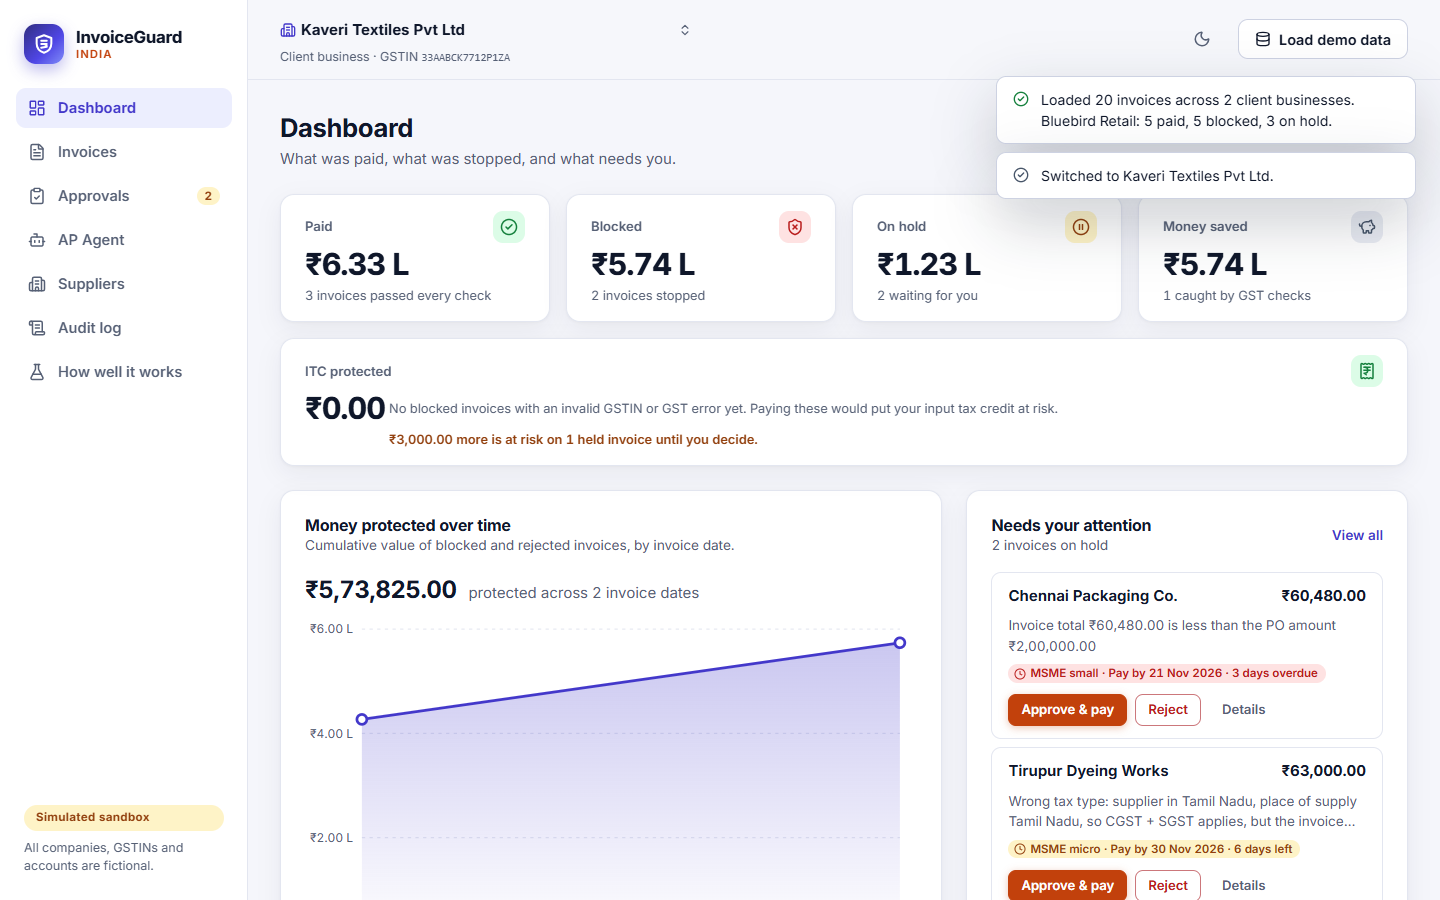 InvoiceGuard
INDIA
Dashboard
Invoices
Approvals 2
AP Agent
Suppliers
Audit log
How well it works
Simulated sandbox
All companies, GSTINs and
accounts are fictional.
Kaveri Textiles Pvt Ltd
Client business · GSTIN 33AABCK7712P1ZA
Load demo data
Loaded 20 invoices across 2 client businesses.
Bluebird Retail: 5 paid, 5 blocked, 3 on hold.
Switched to Kaveri Textiles Pvt Ltd.
Dashboard
What was paid, what was stopped, and what needs you.
Paid
₹6.33 L
3 invoices passed every check
Blocked
₹5.74 L
2 invoices stopped
On hold
₹1.23 L
2 waiting for you
Money saved
₹5.74 L
1 caught by GST checks
ITC protected
₹0.00 No blocked invoices with an invalid GSTIN or GST error yet. Paying these would put your input tax credit at risk.
₹3,000.00 more is at risk on 1 held invoice until you decide.
Money protected over time
Cumulative value of blocked and rejected invoices, by invoice date.
₹5,73,825.00 protected across 2 invoice dates
₹6.00 L
₹4.00 L
₹2.00 L
Needs your attention
2 invoices on hold
View all
Chennai Packaging Co. ₹60,480.00
Invoice total ₹60,480.00 is less than the PO amount
₹2,00,000.00
MSME small · Pay by 21 Nov 2026 · 3 days overdue
Approve & pay Reject Details
Tirupur Dyeing Works ₹63,000.00
Wrong tax type: supplier in Tamil Nadu, place of supply
Tamil Nadu, so CGST + SGST applies, but the invoice...
MSME micro · Pay by 30 Nov 2026 · 6 days left
Approve & pay Reject Details